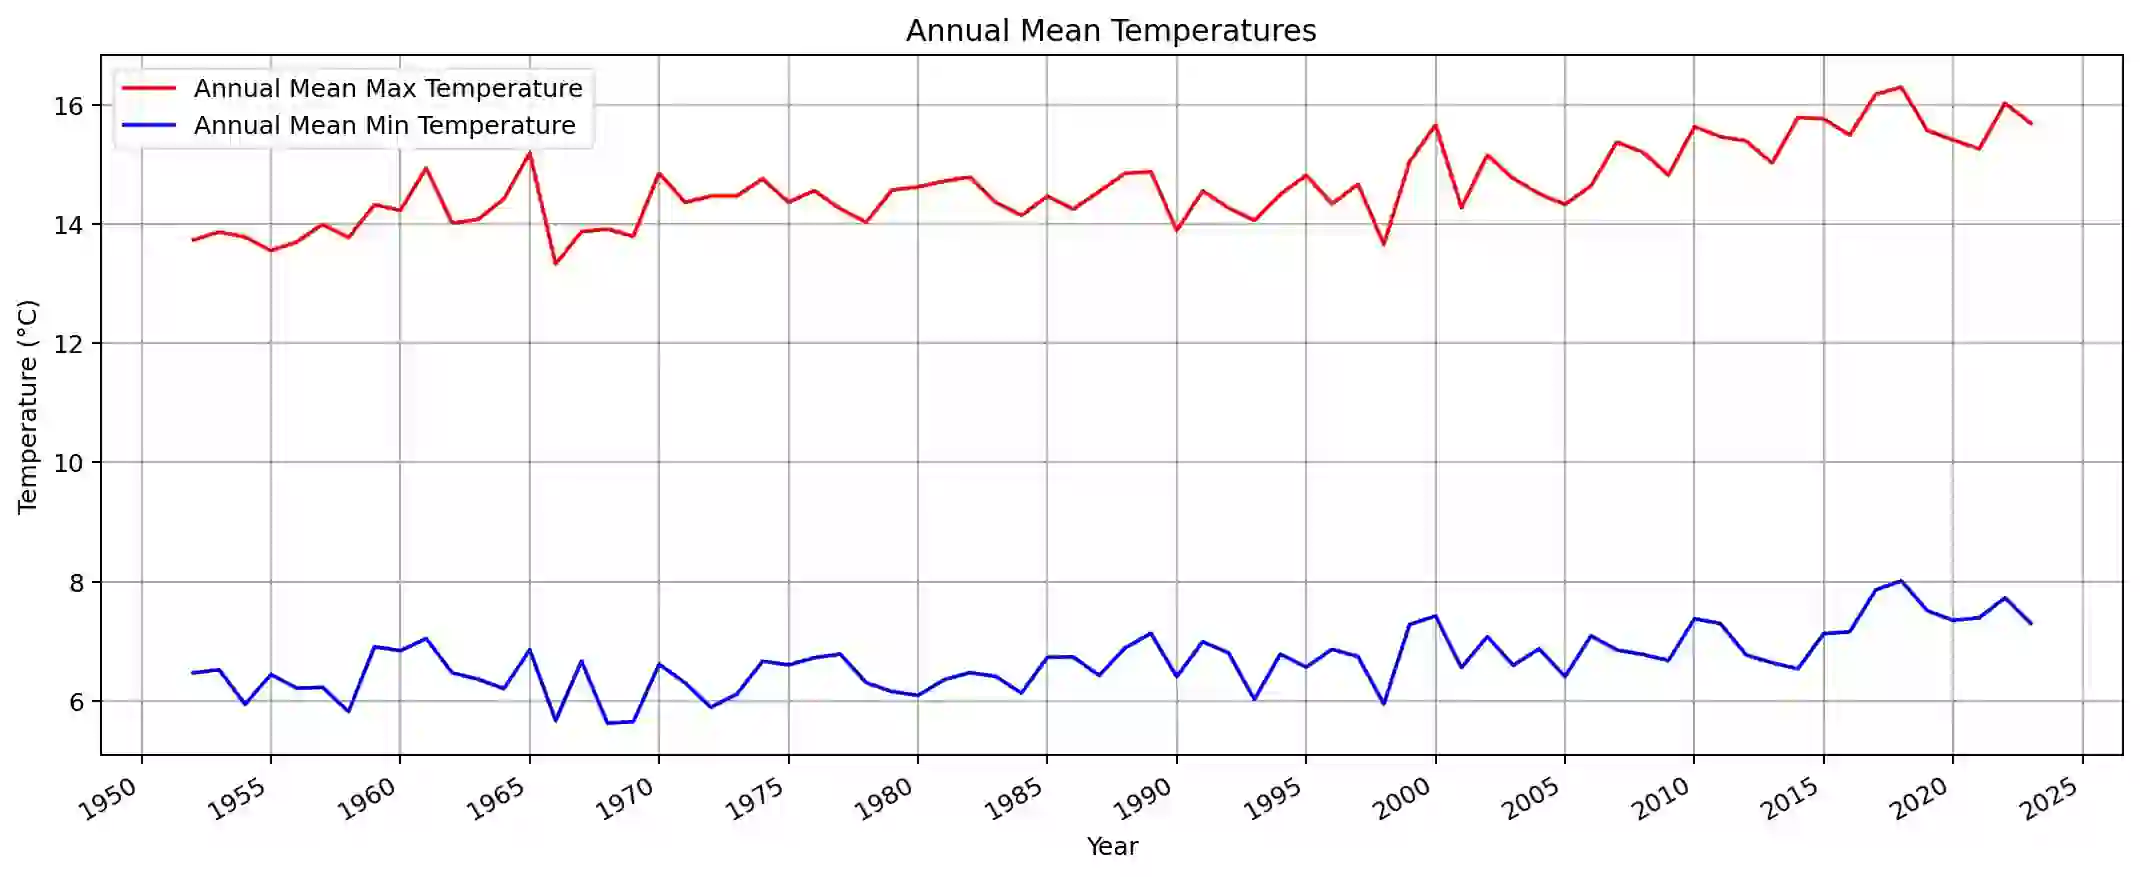 Annual Mean Temperatures
Annual Mean Max Temperature
Annual Mean Min Temperature
Temperature (°C)
16
14
12
10
8
6
1950 1955 1960 1965 1970 1975 1980 1985 1990 1995 2000 2005 2010 2015 2020 2025
Year